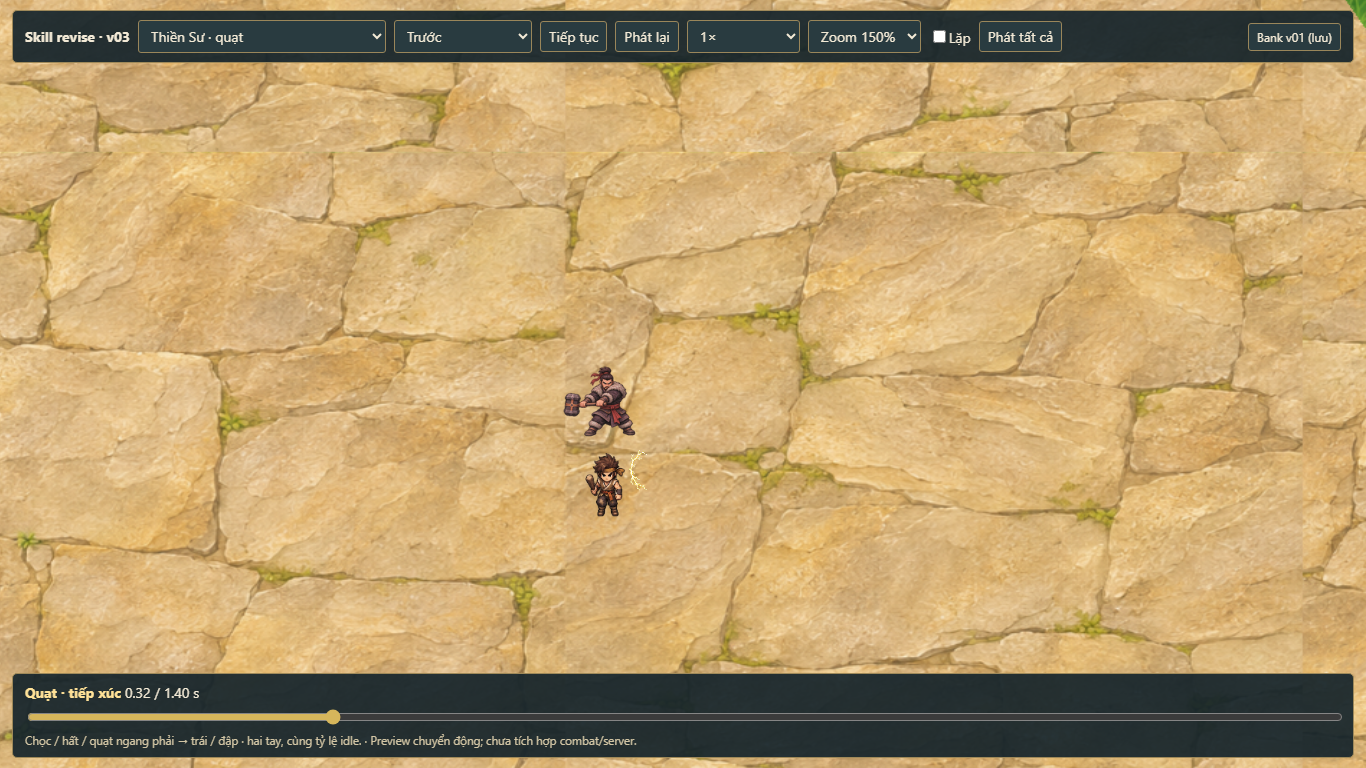 Skill revise · v03 Thiền Sư · quạt Trước Tiếp tục Phát lại 1× Zoom 150% Lặp Phát tất cả Bank v01 (lưu)
Quạt · tiếp xúc 0.32 / 1.40 s
Chọc / hất / quạt ngang phải → trái / đập · hai tay, cùng tỷ lệ idle. · Preview chuyển động; chưa tích hợp combat/server.